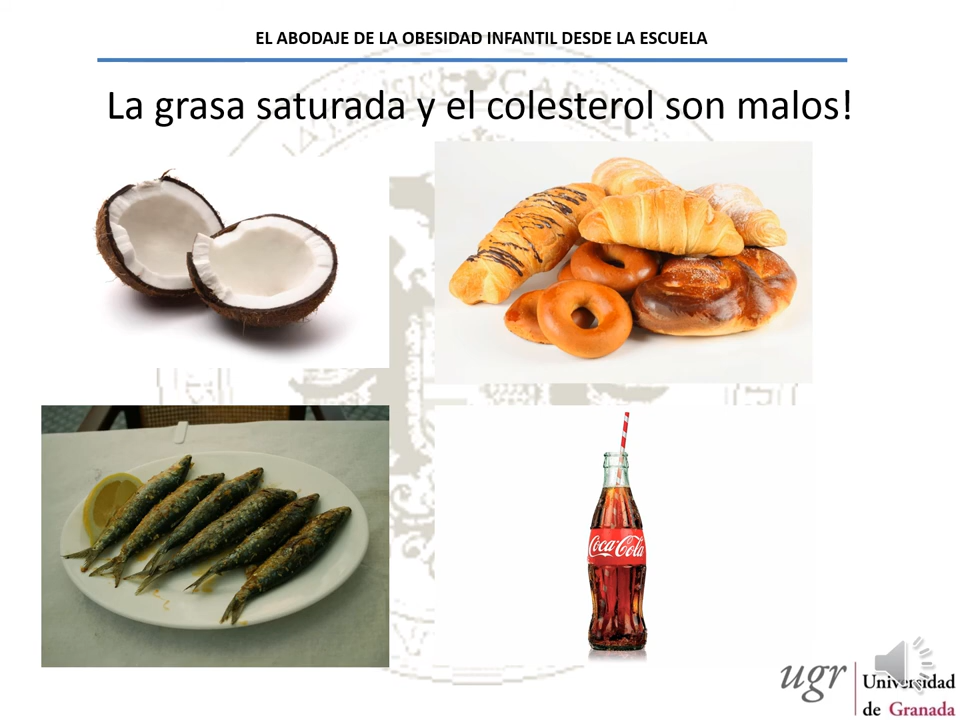 EL ABODAJE DE LA OBESIDAD INFANTIL DESDE LA ESCUELA
La grasa saturada y el colesterol son malos!
Coca-Cola
ugr
Universidad
de Granada